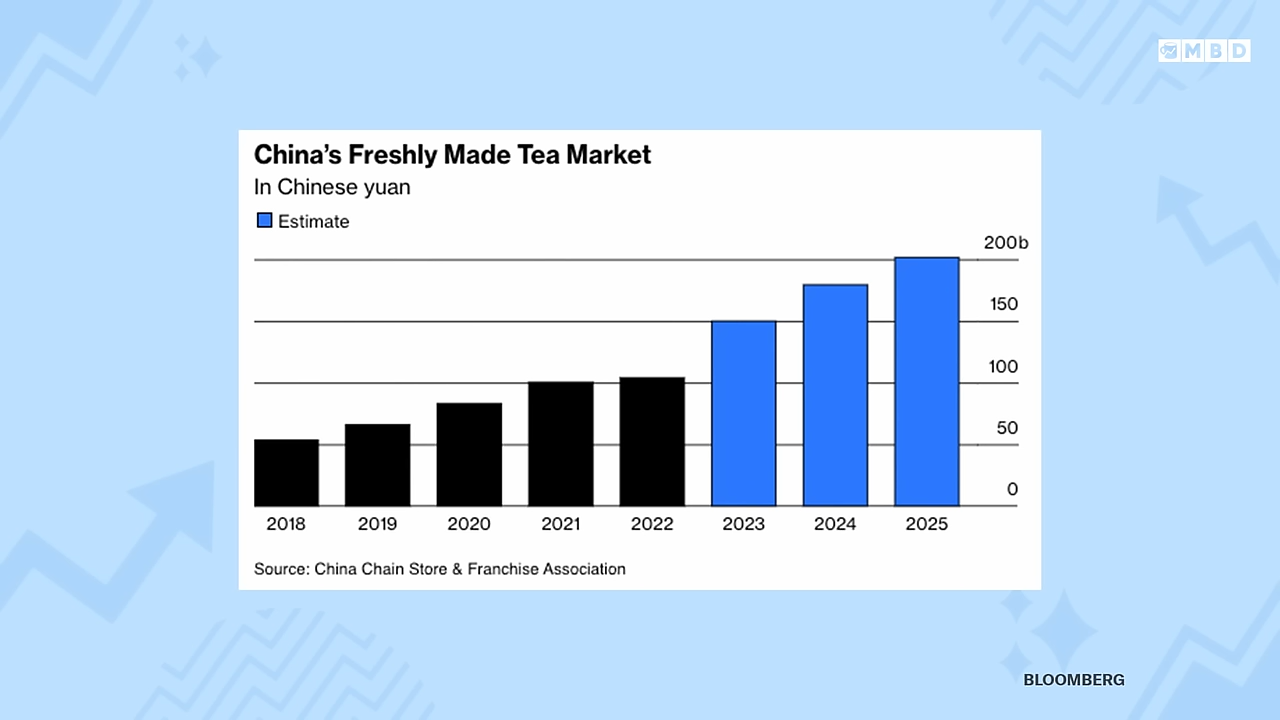 MBD
China’s Freshly Made Tea Market
In Chinese yuan
Estimate
200b
150
100
50
0
2018 2019 2020 2021 2022 2023 2024 2025
Source: China Chain Store & Franchise Association
BLOOMBERG